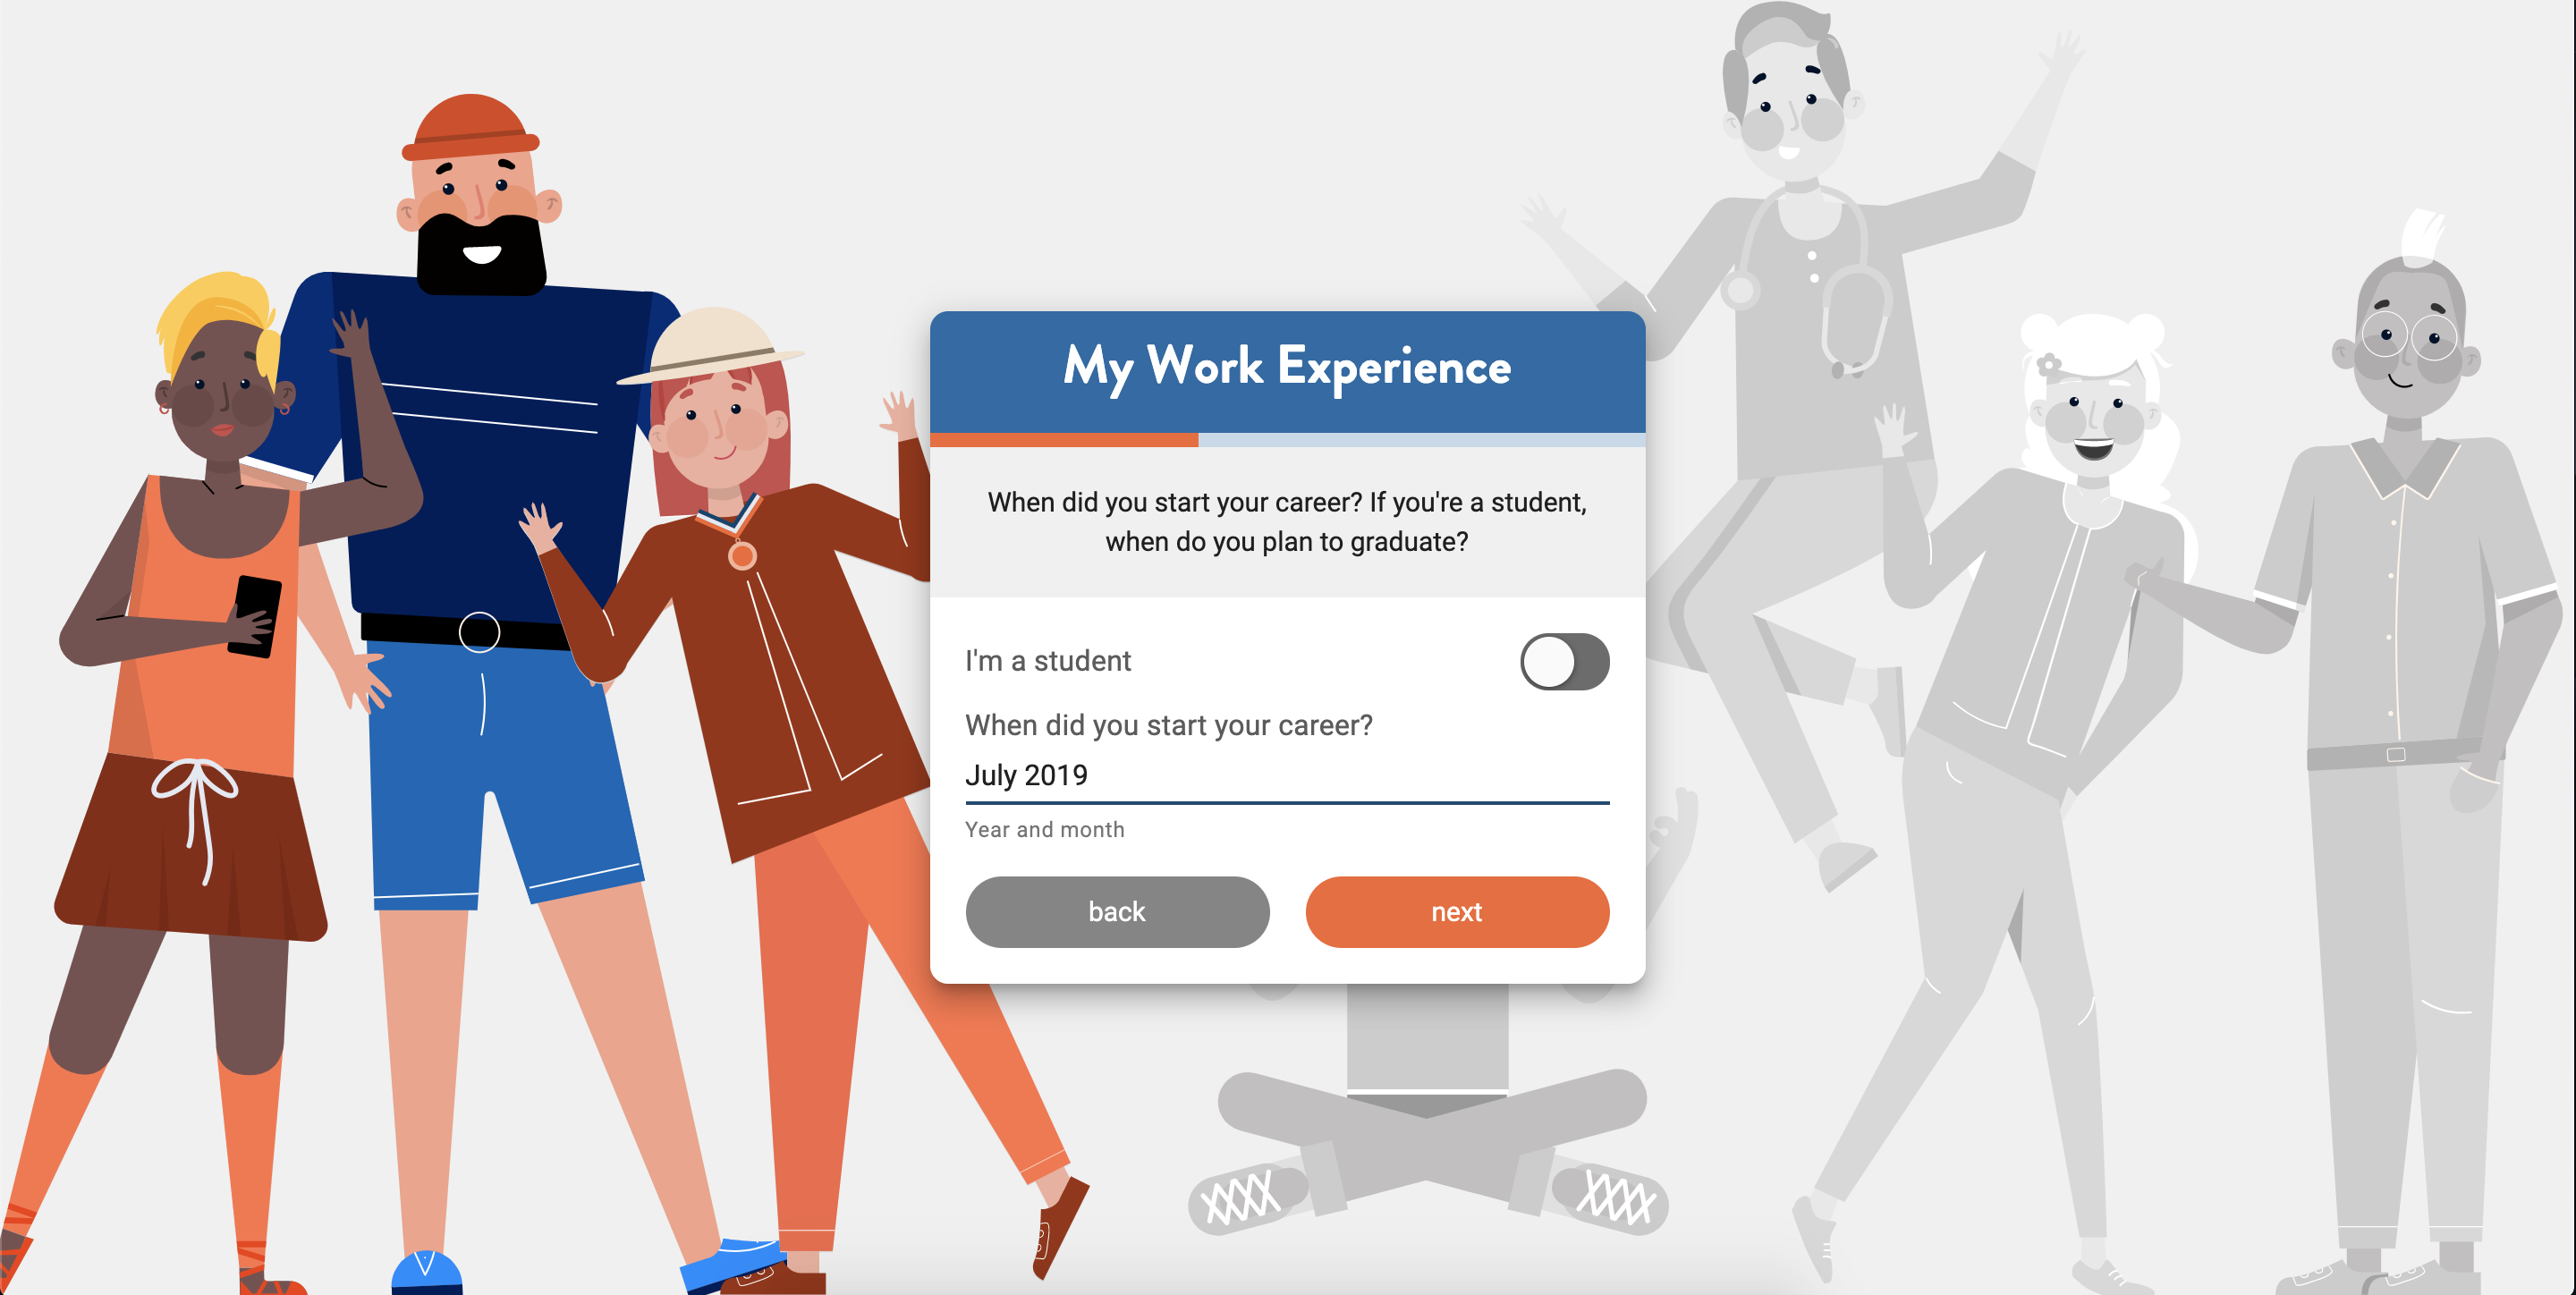 My Work Experience
When did you start your career? If you're a student,
when do you plan to graduate?
I'm a student
When did you start your career?
July 2019
Year and month
back
next